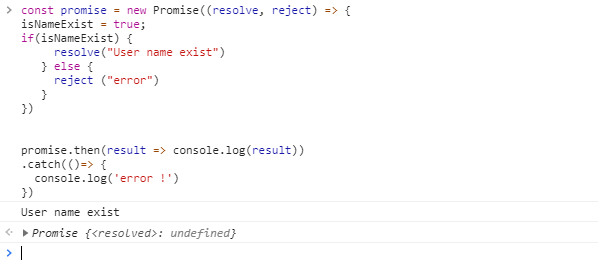 const promise = new Promise((resolve, reject) => {
isNameExist = true;
if(isNameExist) {
     resolve("User name exist")
   } else {
     reject ("error")
   }
})
promise.then(result => console.log(result))
.catch(()=> {
  console.log('error !')
})
User name exist
Promise {<resolved>: undefined}